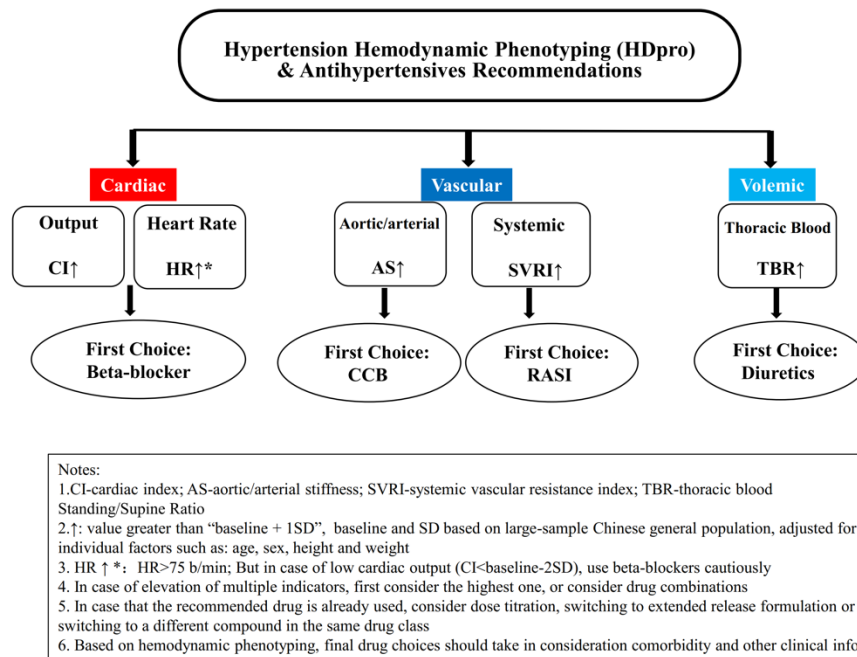 Hypertension Hemodynamic Phenotyping (HDpro)
& Antihypertensives Recommendations
Cardiac
Vascular
Volemic
Output
CI↑
Heart Rate
HR↑*
Aortic/arterial
AS↑
Systemic
SVRI↑
Thoracic Blood
TBR↑
First Choice:
Beta-blocker
First Choice:
CCB
First Choice:
RASI
First Choice:
Diuretics
Notes:
1.CI-cardiac index; AS-aortic/arterial stiffness; SVRI-systemic vascular resistance index; TBR-thoracic blood
Standing/Supine Ratio
2.↑: value greater than “baseline + 1SD”, baseline and SD based on large-sample Chinese general population, adjusted for
individual factors such as: age, sex, height and weight
3. HR ↑ *: HR>75 b/min; But in case of low cardiac output (CI<baseline-2SD), use beta-blockers cautiously
4. In case of elevation of multiple indicators, first consider the highest one, or consider drug combinations
5. In case that the recommended drug is already used, consider dose titration, switching to extended release formulation or
switching to a different compound in the same drug class
6. Based on hemodynamic phenotyping, final drug choices should take in consideration comorbidity and other clinical info